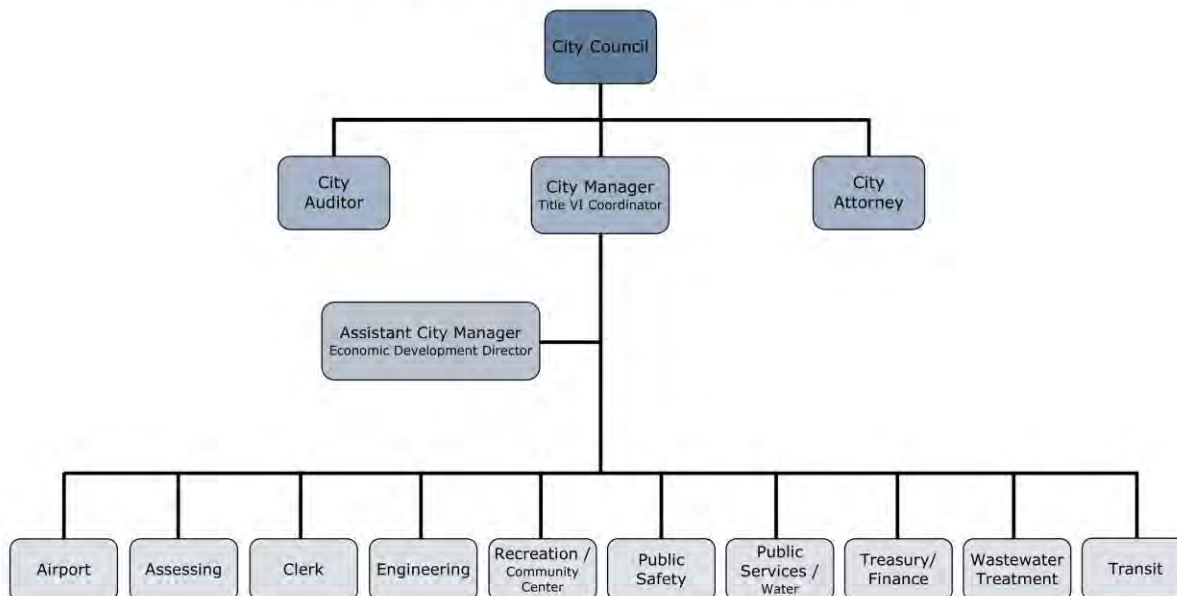 City Council
City
Auditor
City Manager
Title VI Coordinator
City
Attorney
Assistant City Manager
Economic Development Director
Airport
Assessing
Clerk
Engineering
Recreation /
Community
Center
Public
Safety
Public
Services /
Water
Treasury/
Finance
Wastewater
Treatment
Transit